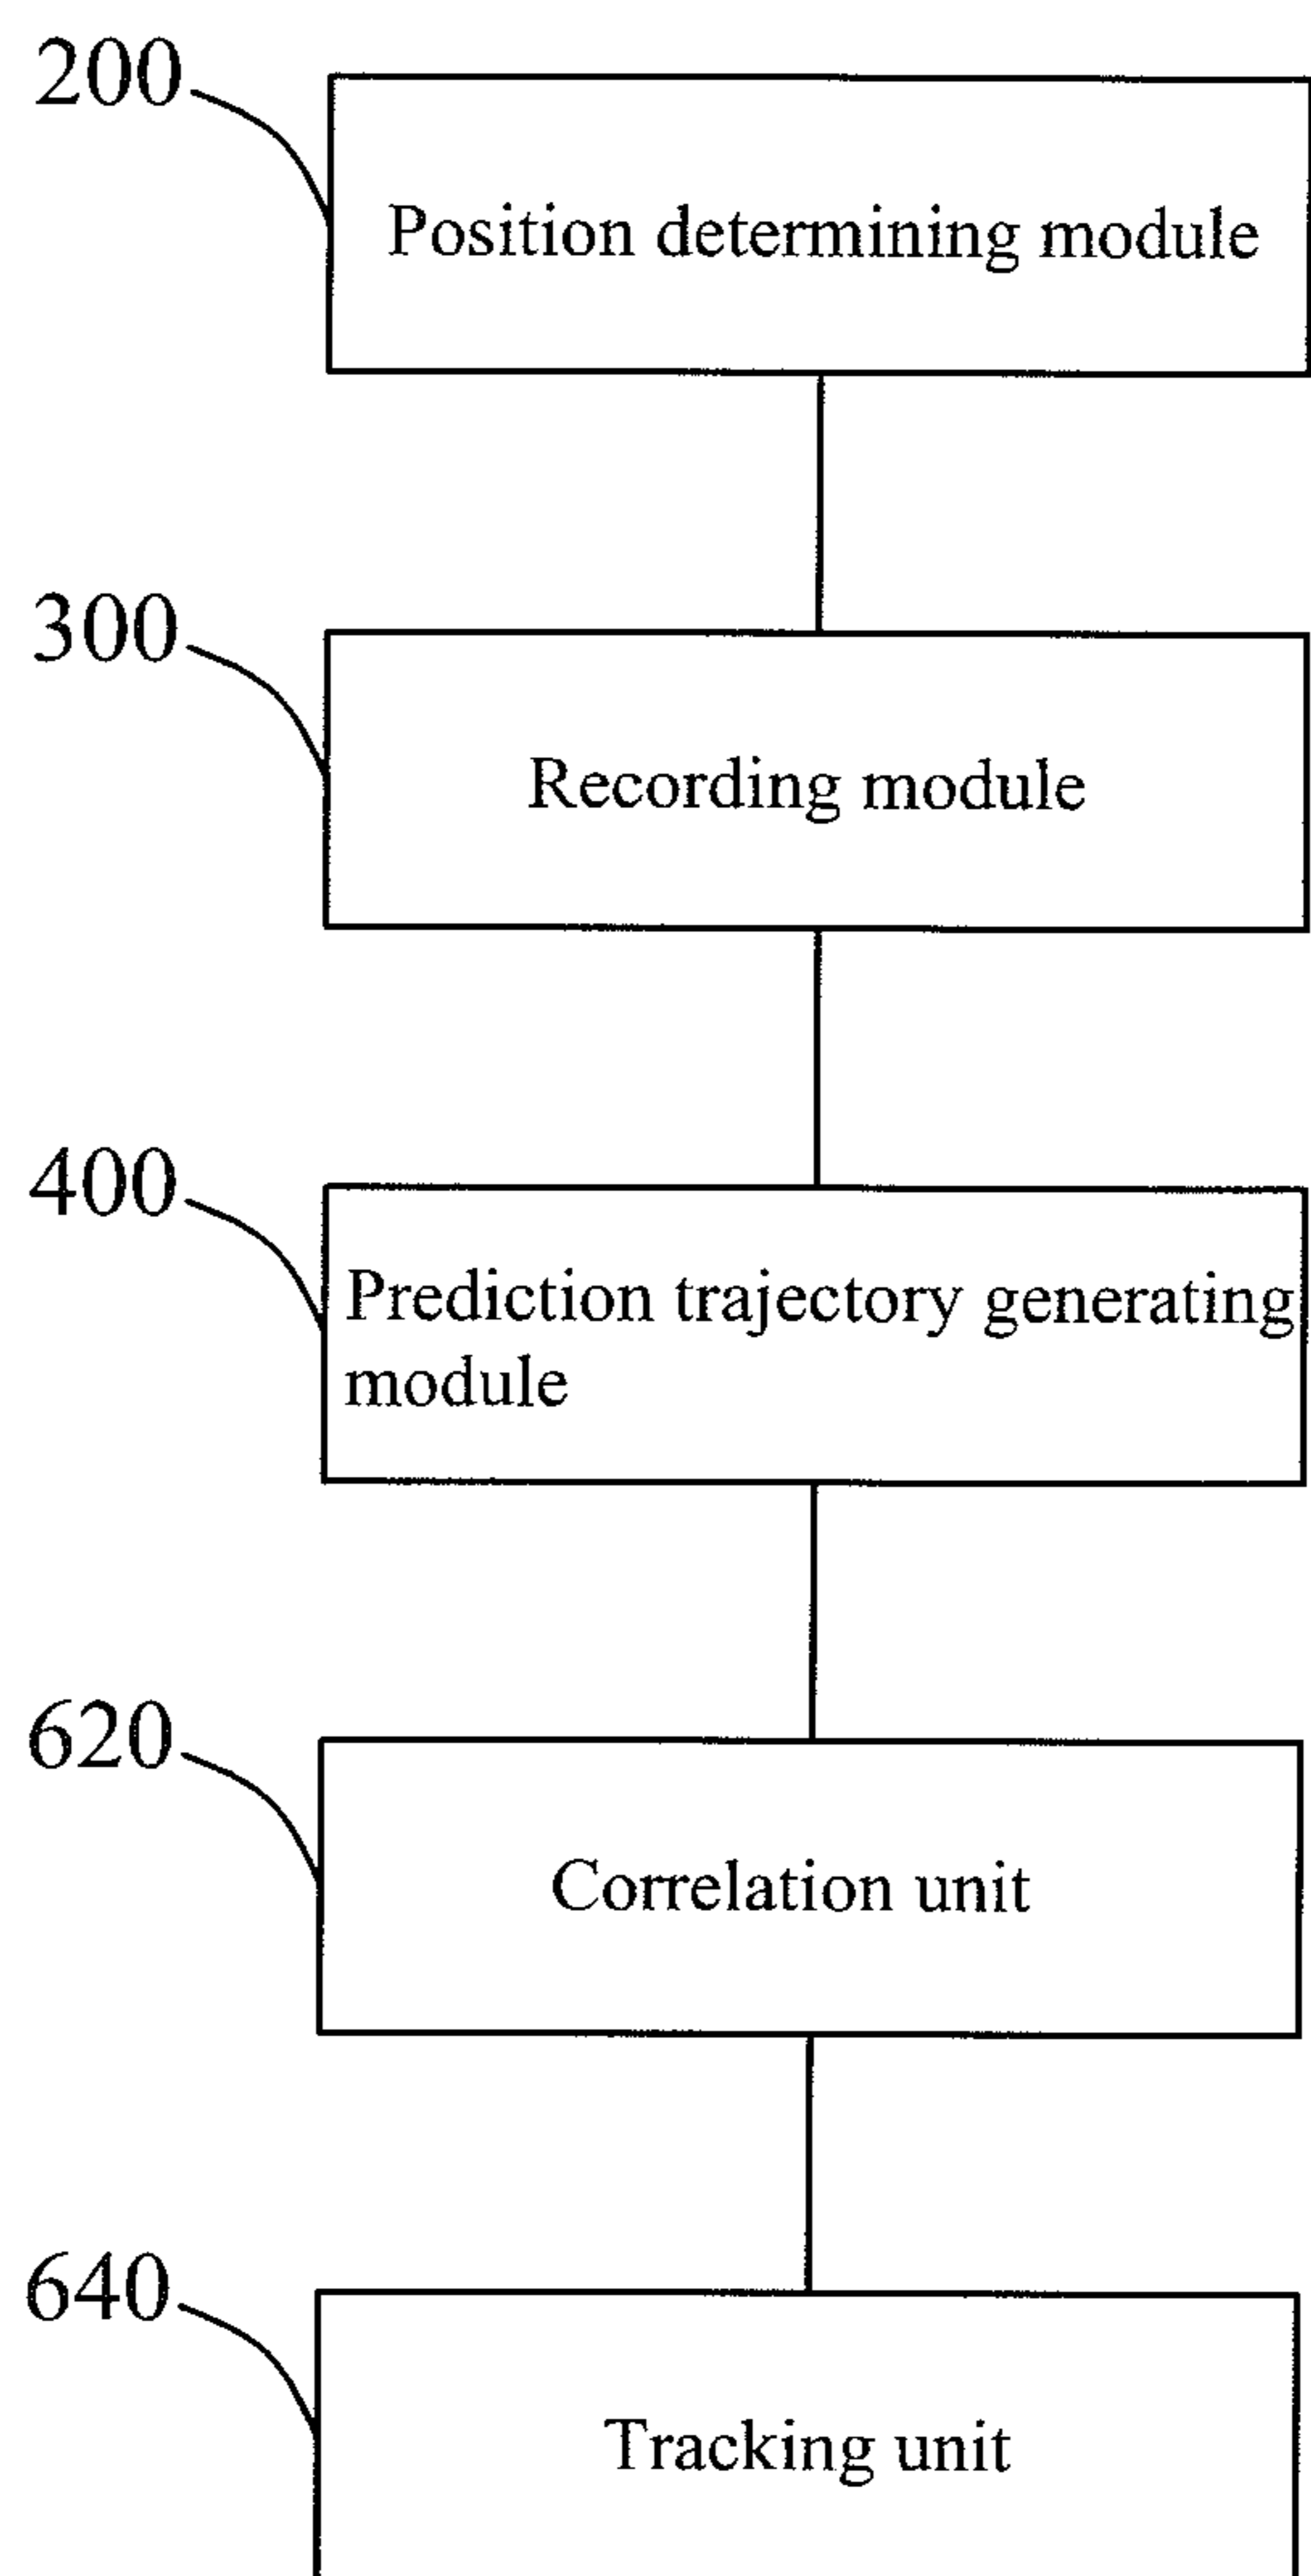 200
Position determining module
300
Recording module
400
Prediction trajectory generating
module
620
Correlation unit
640
Tracking unit